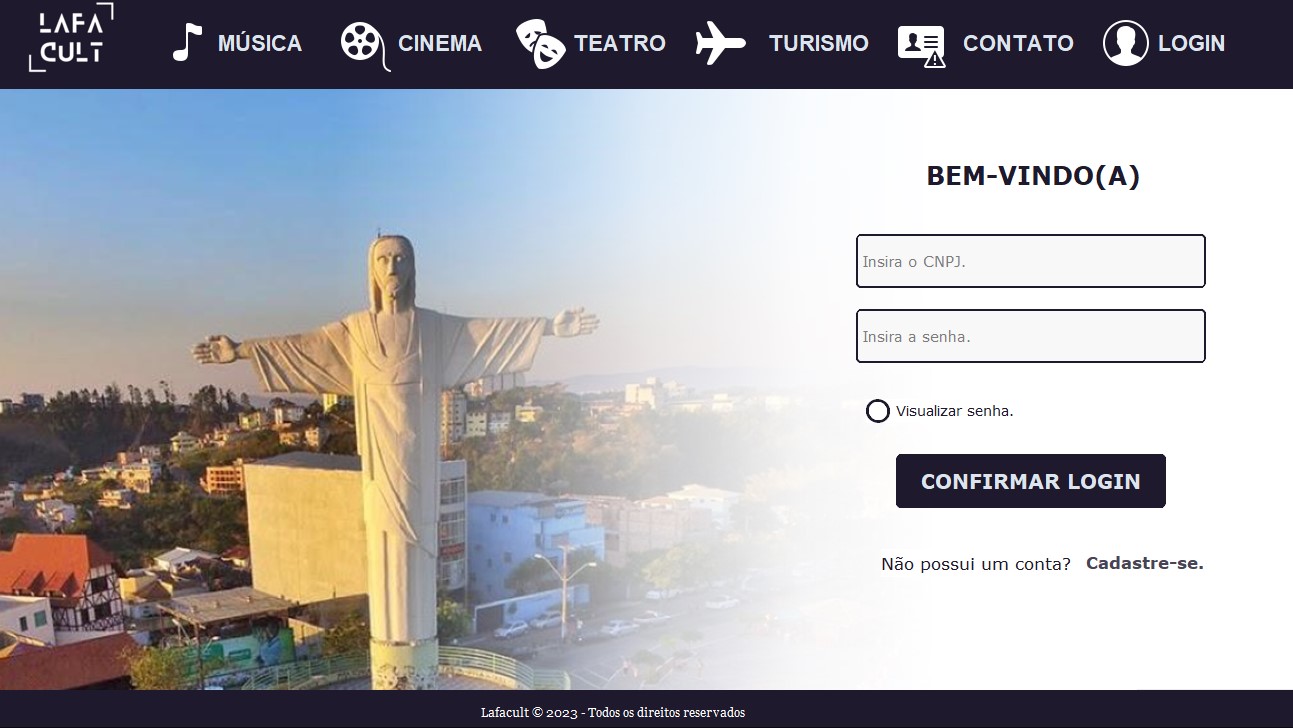 LAFA
CULT
MÚSICA
CINEMA
TEATRO
TURISMO
CONTATO
LOGIN
BEM-VINDO(A)
Insira o CNPJ.
Insira a senha.
Visualizar senha.
CONFIRMAR LOGIN
Não possui um conta? Cadastre-se.
Lafacult © 2023 - Todos os direitos reservados